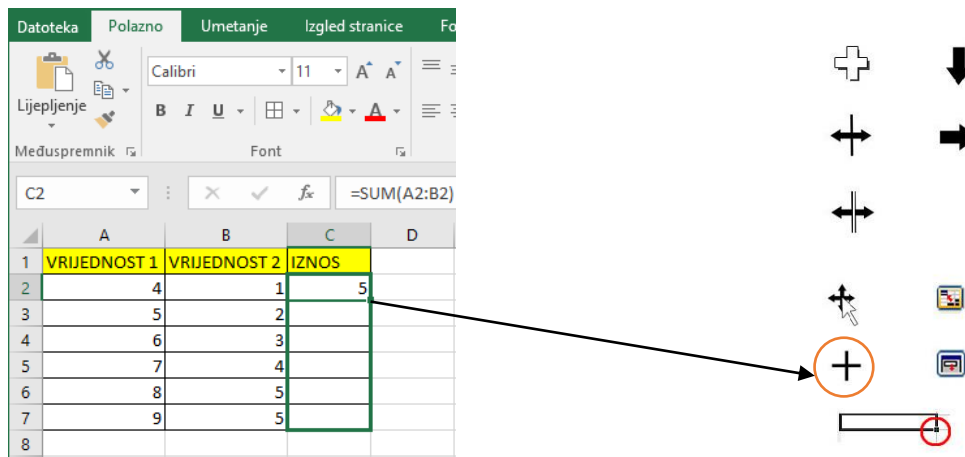 Datoteka Polazno Umetanje Izgled stranice Fo
Calibri 11 A A
Lijepljenje
B I U A
Međuspremnik Font
C2 fx =SUM(A2:B2)
A B C D
1 VRIJEDNOST 1 VRIJEDNOST 2 IZNOS
2 4 1 5
3 5 2
4 6 3
5 7 4
6 8 5
7 9 5
8